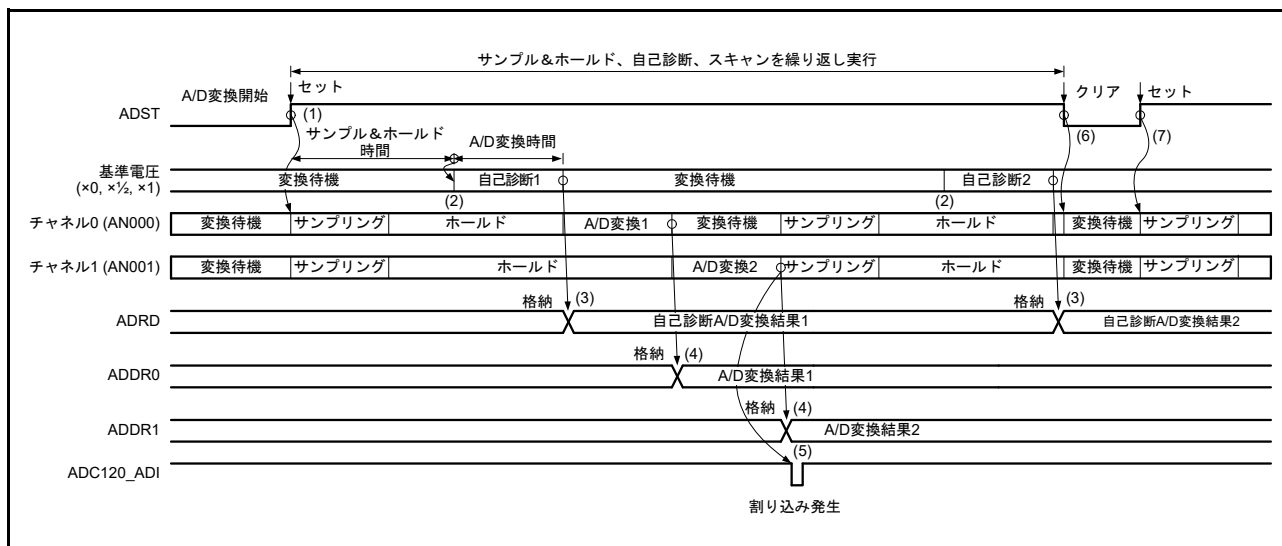 サンプル＆ホールド、自己診断、スキャンを繰り返し実行
A/D変換開始 セット クリア セット
ADST (1) (6) (7)
サンプル＆ホールド時間 A/D変換時間
基準電圧 (×0, ×½, ×1) 変換待機 自己診断1 変換待機 自己診断2
(2) (2)
チャネル0 (AN000) 変換待機 サンプリング ホールド A/D変換1 変換待機 サンプリング ホールド 変換待機 サンプリング
チャネル1 (AN001) 変換待機 サンプリング ホールド A/D変換2 サンプリング ホールド 変換待機 サンプリング
格納 (3) 格納 (3)
ADRD 自己診断A/D変換結果1 自己診断A/D変換結果2
格納 (4)
ADDR0 A/D変換結果1
格納 (4)
ADDR1 A/D変換結果2
(5)
ADC120_ADI
割り込み発生